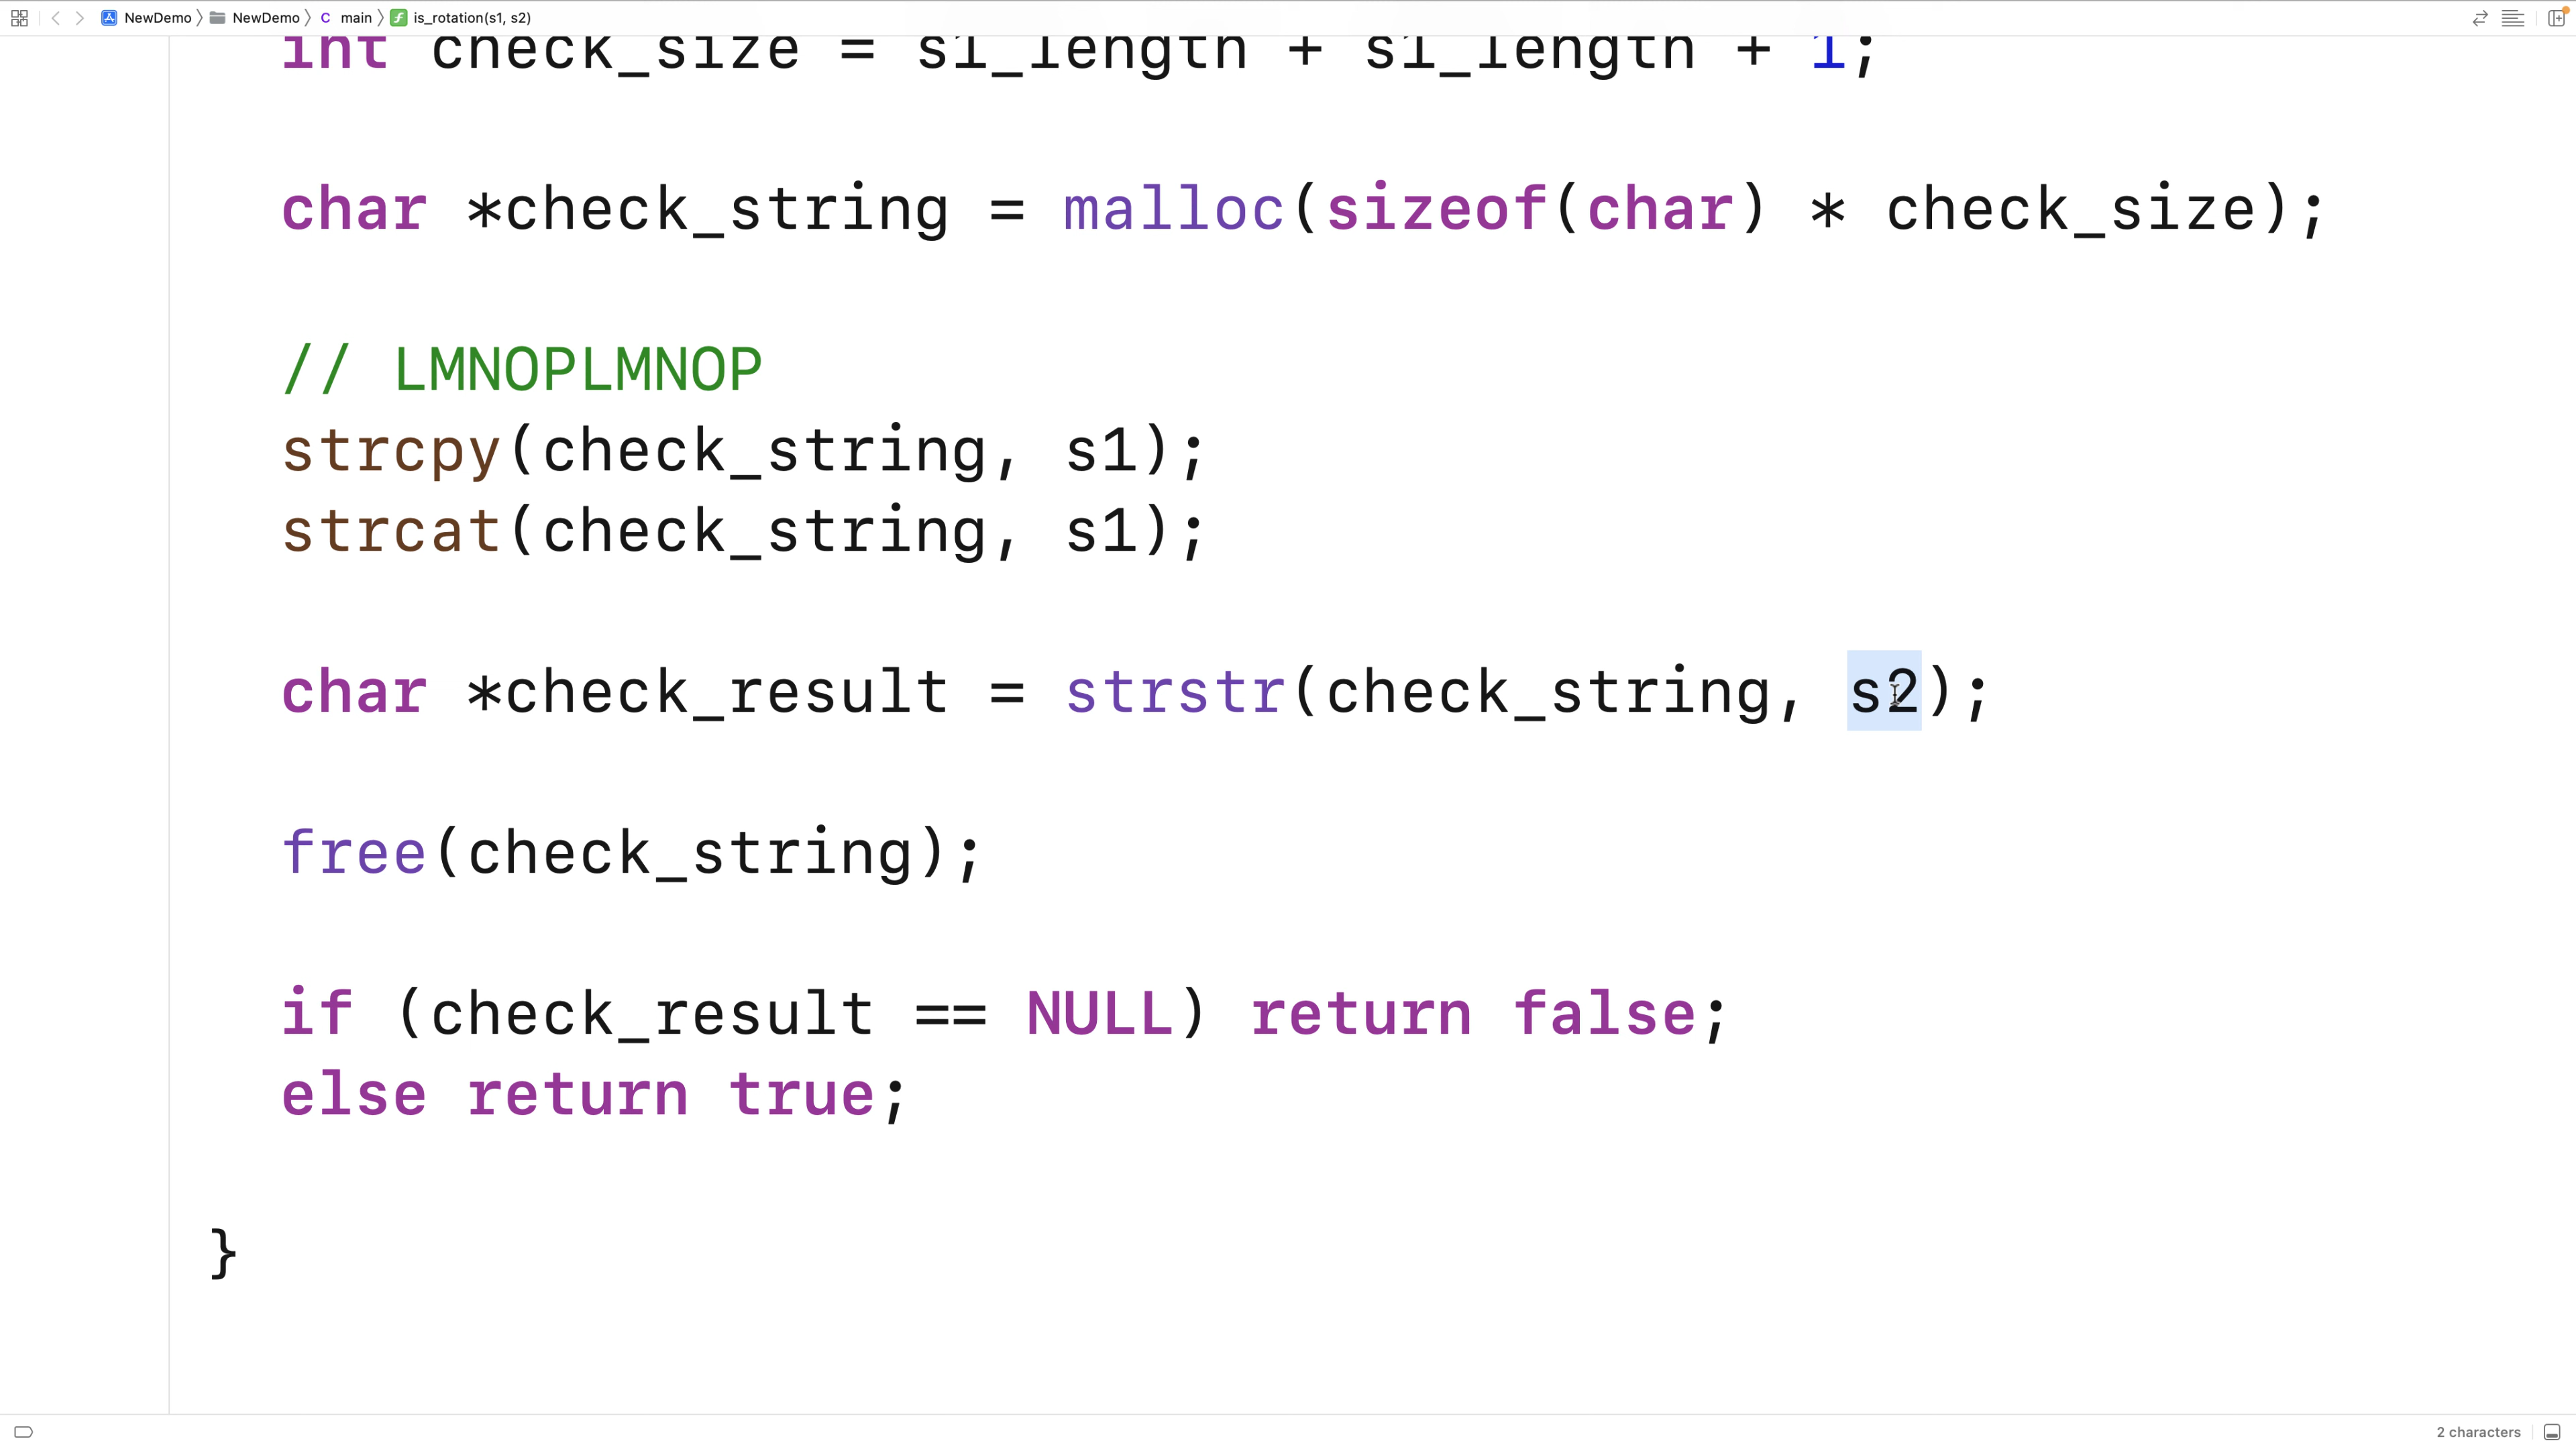 NewDemo NewDemo C main f is_rotation(s1, s2)
int check_size = s1_length + s1_length + 1;
char *check_string = malloc(sizeof(char) * check_size);
// LMNOPLMNOP
strcpy(check_string, s1);
strcat(check_string, s1);
char *check_result = strstr(check_string, s2);
free(check_string);
if (check_result == NULL) return false;
else return true;
}
2 characters